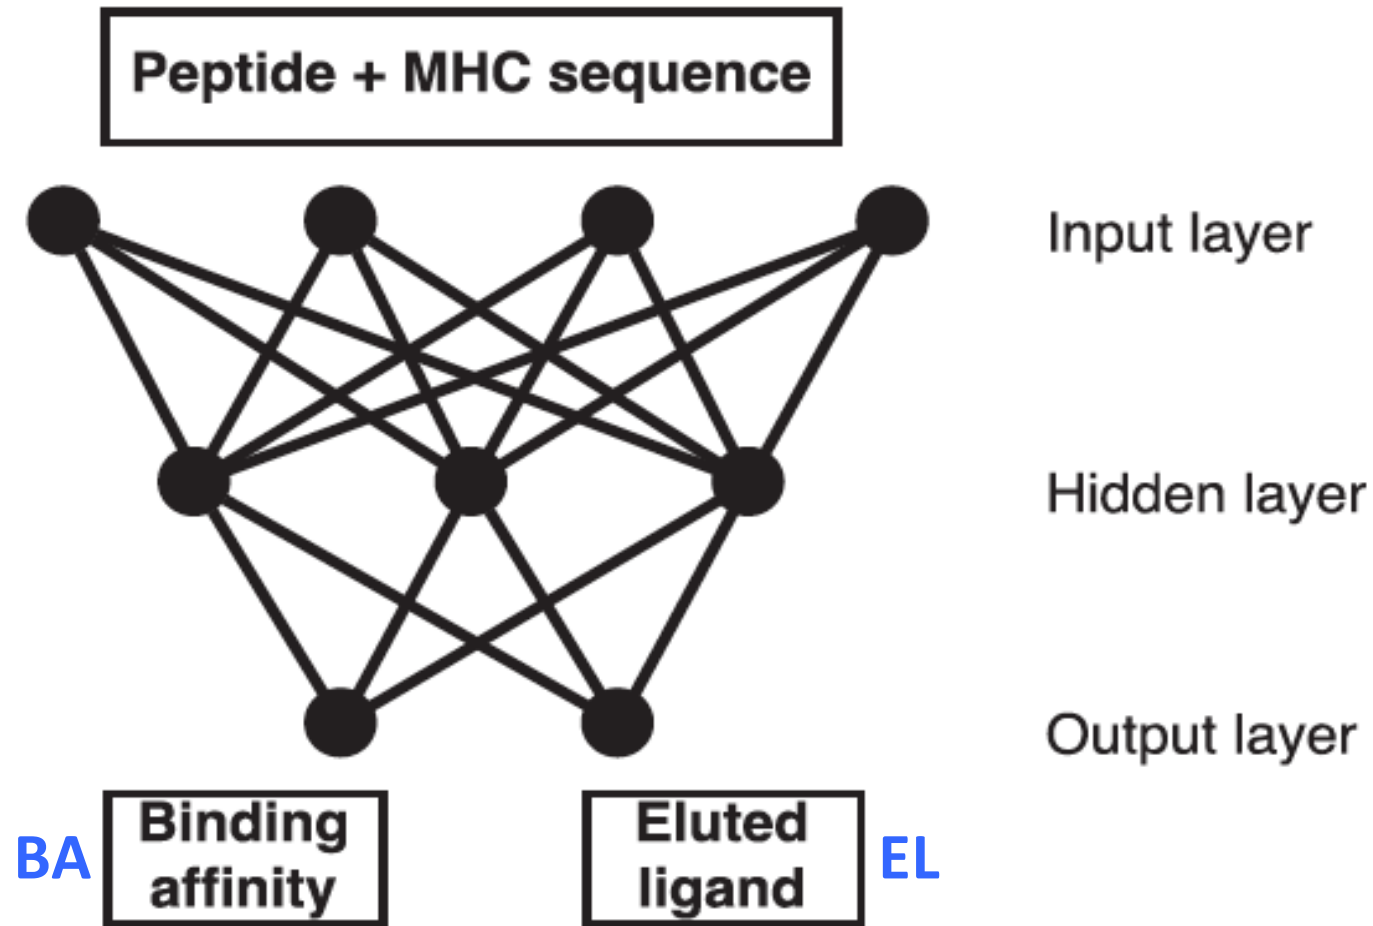 Peptide + MHC sequence
Input layer
Hidden layer
Output layer
BA
Binding
affinity
Eluted
ligand
EL